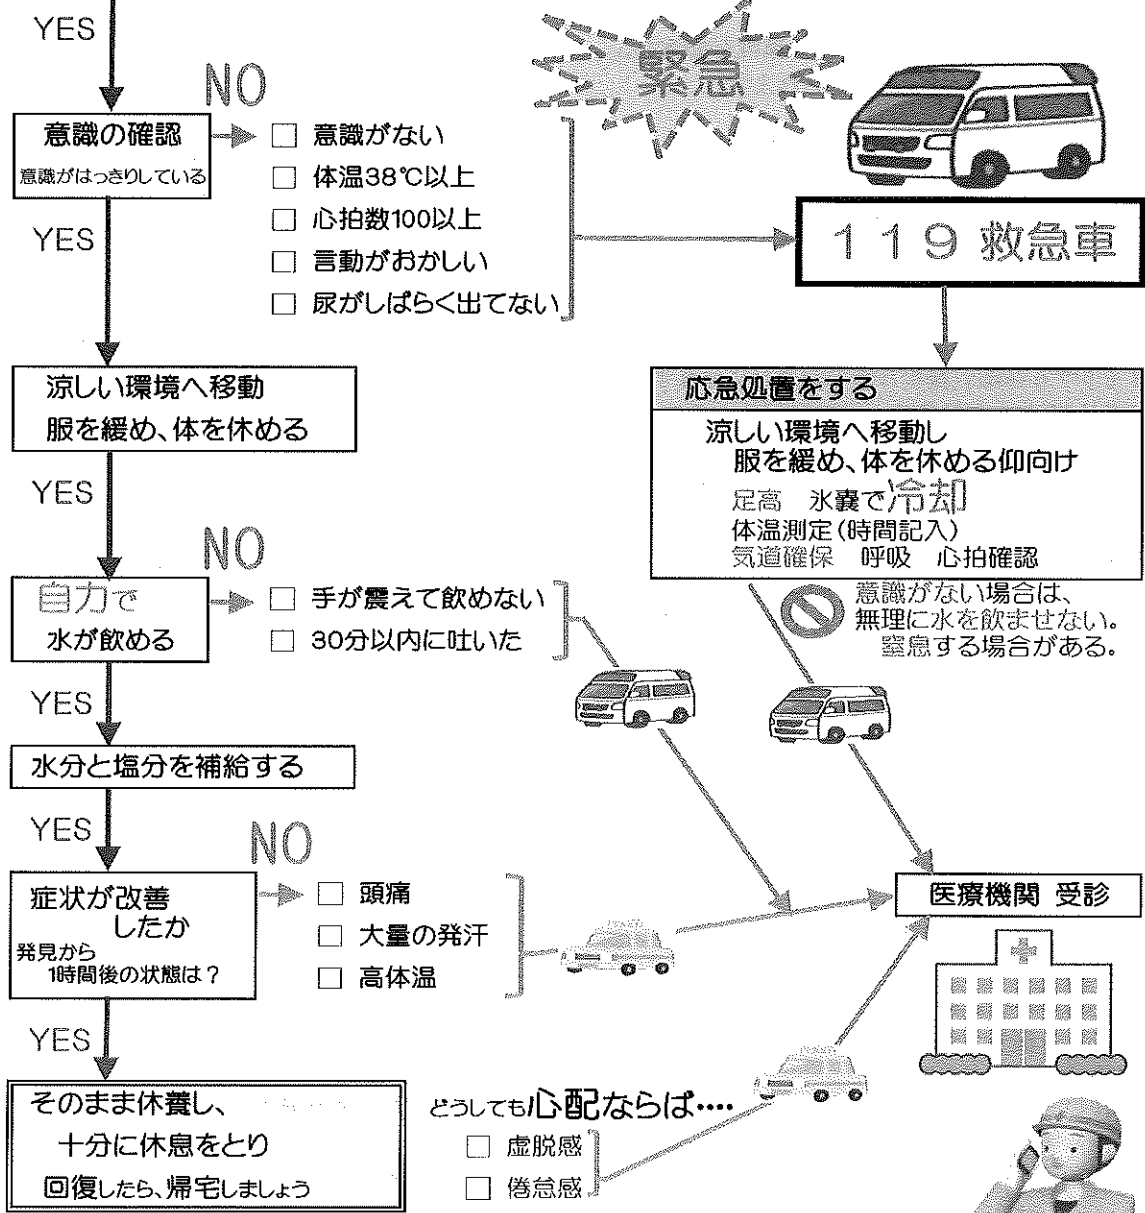 YES
NO
緊急
意識の確認
意識がはっきりしている
□ 意識がない
□ 体温38℃以上
□ 心拍数100以上
□ 言動がおかしい
□ 尿がしばらく出てない
119 救急車
YES
涼しい環境へ移動
服を緩め、体を休める
応急処置をする
涼しい環境へ移動し
服を緩め、体を休める仰向け
足高 氷嚢で冷却
体温測定(時間記入)
気道確保 呼吸 心拍確認
意識がない場合は、
無理に水を飲ませない。
窒息する場合がある。
YES
NO
自力で
水が飲める
□ 手が震えて飲めない
□ 30分以内に吐いた
YES
水分と塩分を補給する
YES
NO
症状が改善
したか
発見から
1時間後の状態は?
□ 頭痛
□ 大量の発汗
□ 高体温
医療機関 受診
YES
そのまま休養し、
十分に休息をとり
回復したら、帰宅しましょう
どうしても心配ならば‥‥
□ 虚脱感
□ 倦怠感